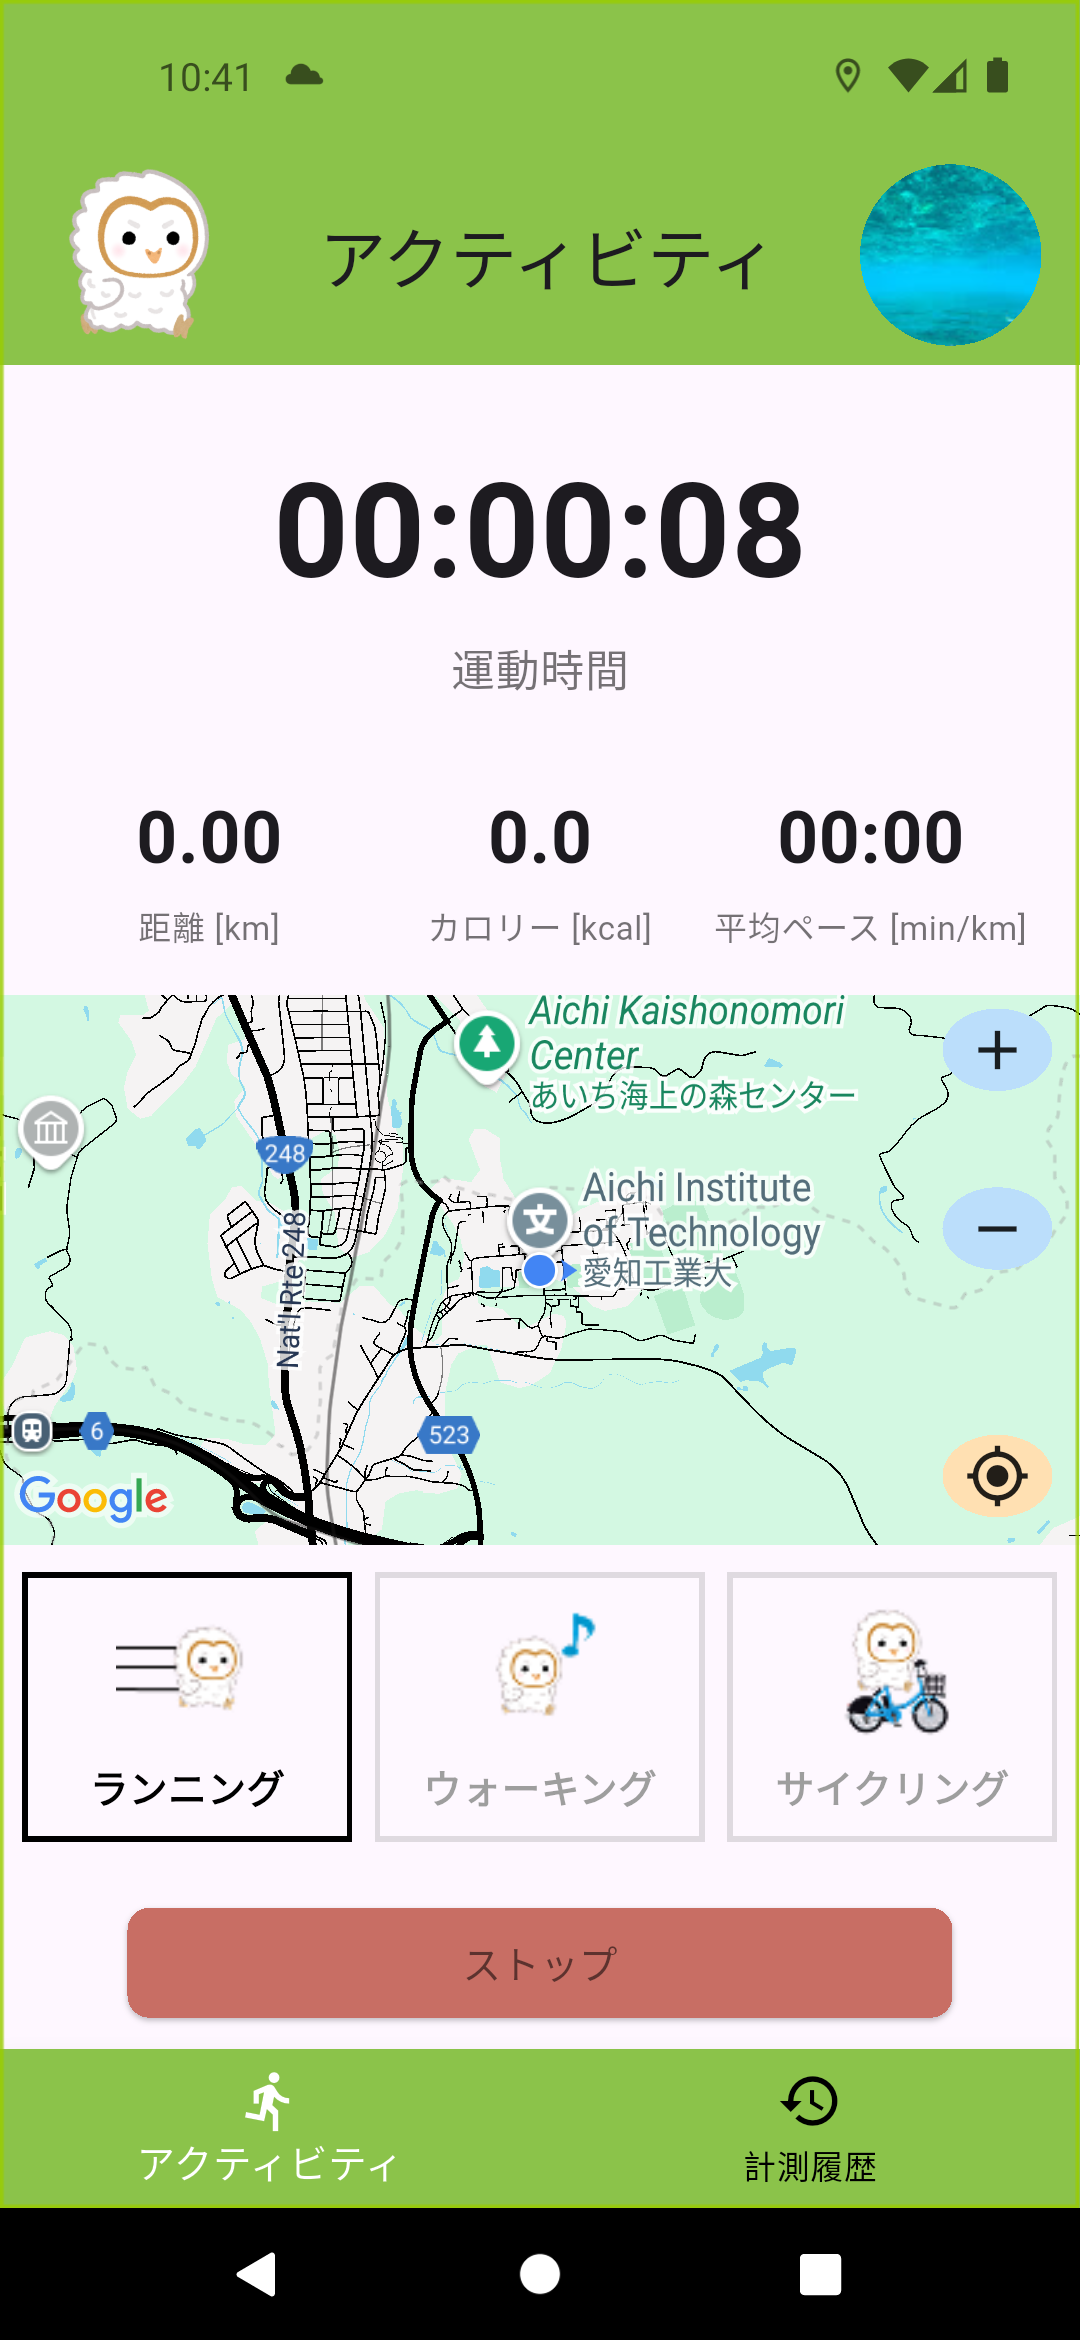 10:41
アクティビティ
00:00:08
運動時間
0.00
0.0
00:00
距離 [km]
カロリー [kcal]
平均ペース [min/km]
Aichi Kaishonomori
Center
あいち海上の森センター
248
Aichi Institute
of Technology
愛知工業大
Nat'l Rte 248
6
523
Google
ランニング
ウォーキング
サイクリング
ストップ
アクティビティ
計測履歴